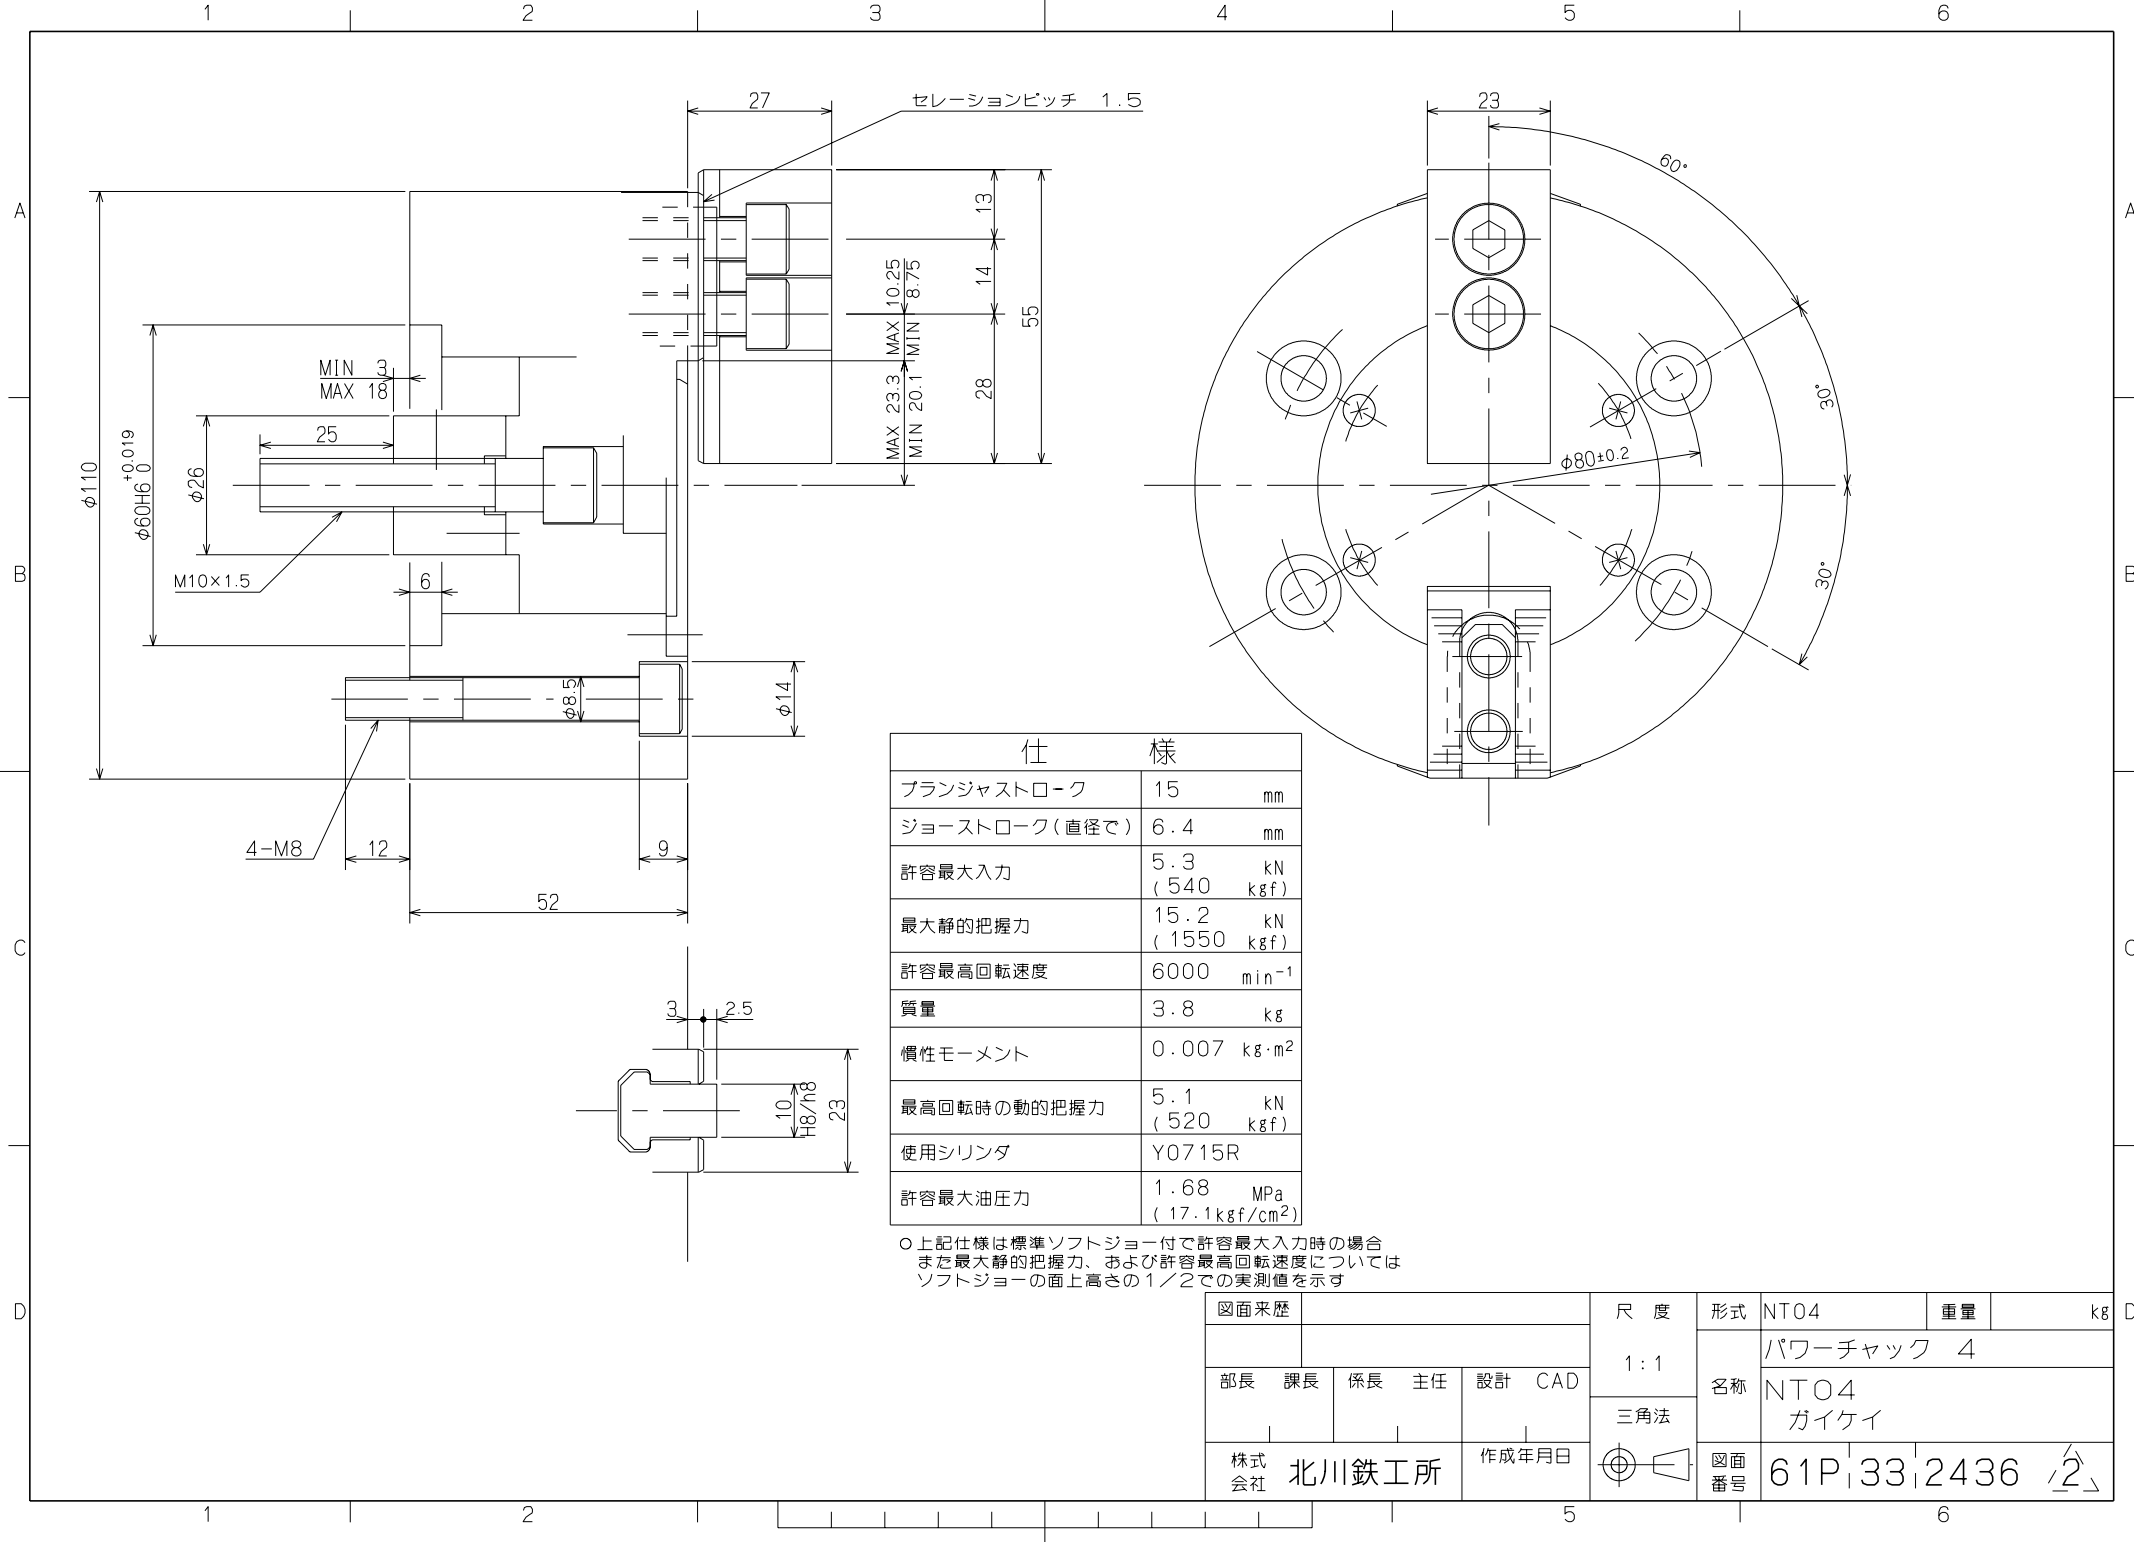 1 2 3 4 5 6
A A
B B
C C
D D
27
セレーションピッチ 1.5
13
14
28
55
MAX 10.25
MIN 8.75
MAX 23.3
MIN 20.1
MIN 3
MAX 18
25
φ110
φ60H6 +0.019 0
φ26
M10×1.5
6
φ8.5
φ14
4-M8
12
9
52
3
2.5
10
H8/h8
23
23
60°
30°
30°
φ80±0.2
仕 様
プランジャストローク 15 mm
ジョーストローク(直径で) 6.4 mm
許容最大入力 5.3 kN
(540 kgf)
最大静的把握力 15.2 kN
(1550 kgf)
許容最高回転速度 6000 min⁻¹
質量 3.8 kg
慣性モーメント 0.007 kg·m²
最高回転時の動的把握力 5.1 kN
(520 kgf)
使用シリンダ Y0715R
許容最大油圧力 1.68 MPa
(17.1kgf/cm²)
○上記仕様は標準ソフトジョー付で許容最大入力時の場合
また最大静的把握力、および許容最高回転速度については
ソフトジョーの面上高さの1/2での実測値を示す
図面来歴
尺 度
1:1
形式 NT04 重量 kg
名称
パワーチャック 4
NT04
ガイケイ
部長 課長 係長 主任 設計 CAD
三角法
株式
会社
北川鉄工所
作成年月日
図面
番号
61P 33 2436 2
1 2 5 6